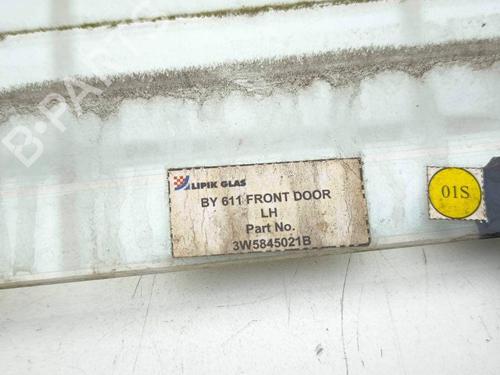 B-PARTS
LIPIK GLAS
BY 611 FRONT DOOR
LH
Part No.
3W5845021B
01S